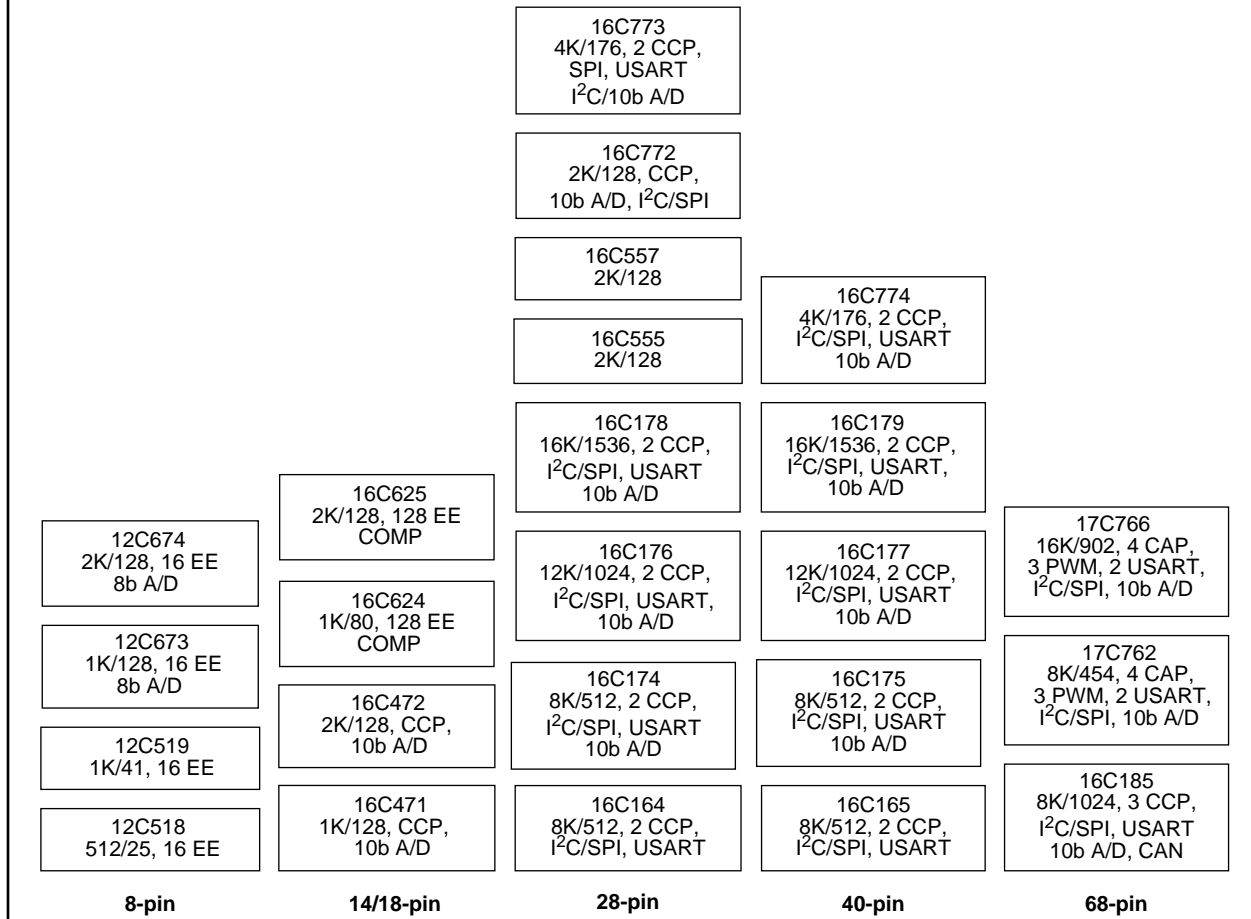 16C773
4K/176, 2 CCP,
SPI, USART
I²C/10b A/D
16C772
2K/128, CCP,
10b A/D, I²C/SPI
16C557
2K/128
16C555
2K/128
16C178
16K/1536, 2 CCP,
I²C/SPI, USART
10b A/D
16C176
12K/1024, 2 CCP,
I²C/SPI, USART,
10b A/D
16C174
8K/512, 2 CCP,
I²C/SPI, USART
10b A/D
16C164
8K/512, 2 CCP,
I²C/SPI, USART
28-pin
12C674
2K/128, 16 EE
8b A/D
12C673
1K/128, 16 EE
8b A/D
12C519
1K/41, 16 EE
12C518
512/25, 16 EE
8-pin
16C625
2K/128, 128 EE
COMP
16C624
1K/80, 128 EE
COMP
16C472
2K/128, CCP,
10b A/D
16C471
1K/128, CCP,
10b A/D
14/18-pin
16C774
4K/176, 2 CCP,
I²C/SPI, USART
10b A/D
16C179
16K/1536, 2 CCP,
I²C/SPI, USART,
10b A/D
16C177
12K/1024, 2 CCP,
I²C/SPI, USART
10b A/D
16C175
8K/512, 2 CCP,
I²C/SPI, USART
10b A/D
16C165
8K/512, 2 CCP,
I²C/SPI, USART
40-pin
17C766
16K/902, 4 CAP,
3 PWM, 2 USART,
I²C/SPI, 10b A/D
17C762
8K/454, 4 CAP,
3 PWM, 2 USART,
I²C/SPI, 10b A/D
16C185
8K/1024, 3 CCP,
I²C/SPI, USART
10b A/D, CAN
68-pin